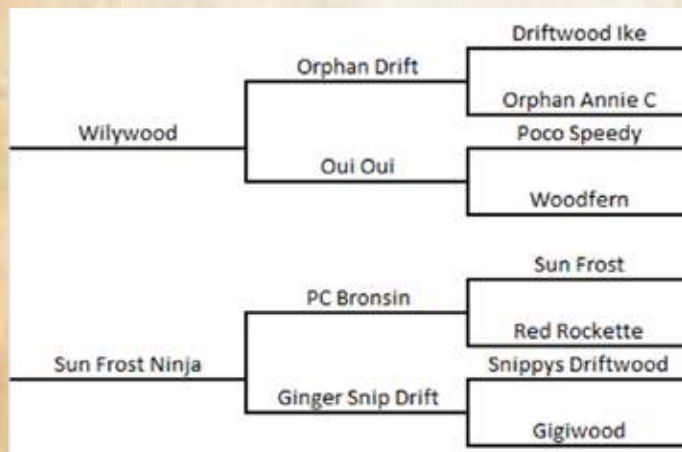 Driftwood Ike
Orphan Drift
Orphan Annie C
Wilywood
Poco Speedy
Oui Oui
Woodfern
Sun Frost
PC Bronsin
Red Rockette
Sun Frost Ninja
Snippys Driftwood
Ginger Snip Drift
Gigiwood